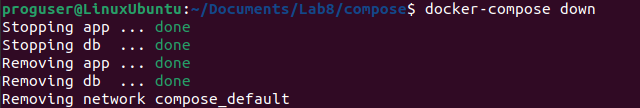 proguser@LinuxUbuntu:~/Documents/Lab8/compose$ docker-compose down
Stopping app ... done
Stopping db  ... done
Removing app ... done
Removing db  ... done
Removing network compose_default